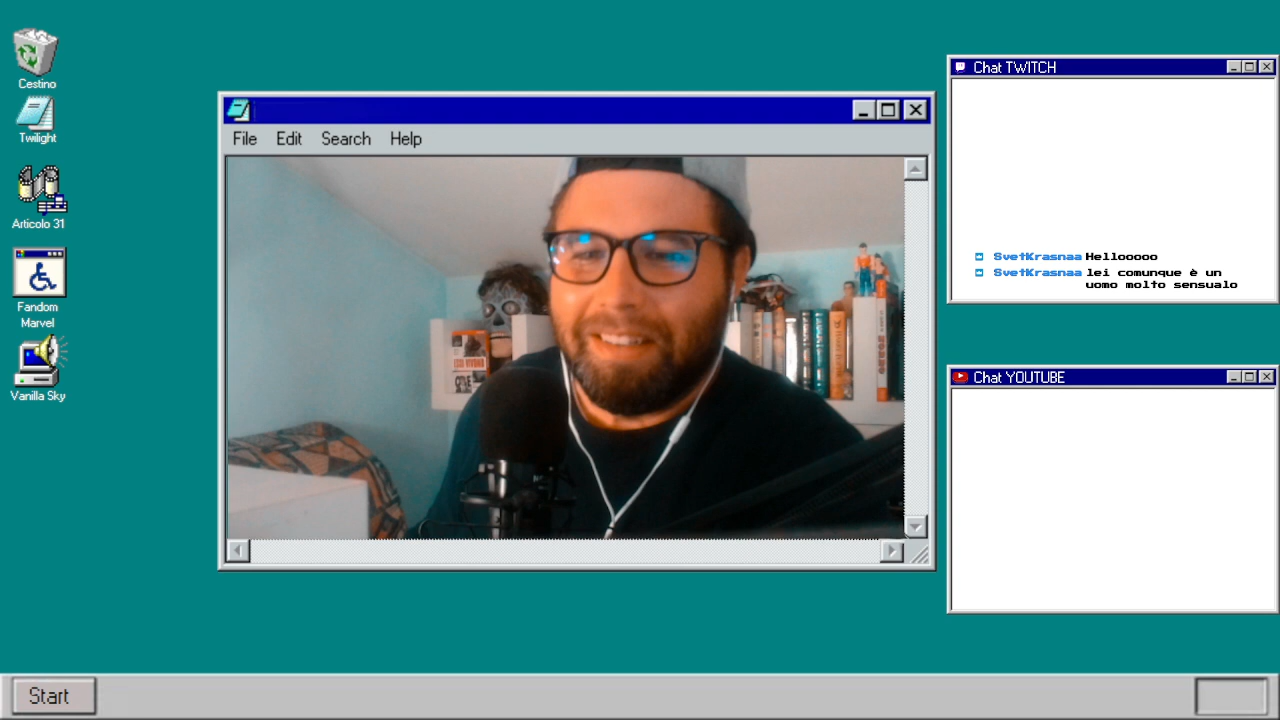 Cestino
Twilight
Articolo 31
Fandom
Marvel
Vanilla Sky
File Edit Search Help
Chat TWITCH
SvetKrasnaa Hellooooo
SvetKrasnaa lei comunque è un
uomo molto sensualo
Chat YOUTUBE
Start